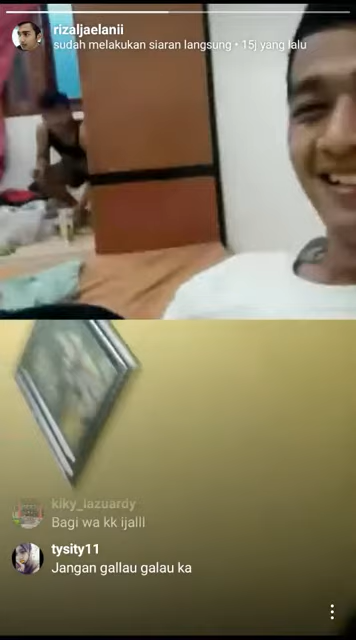 rizaljaelanii
sudah melakukan siaran langsung • 15j yang lalu
kiky_lazuardy
Bagi wa kk ijalll
tysity11
Jangan gallau galau ka